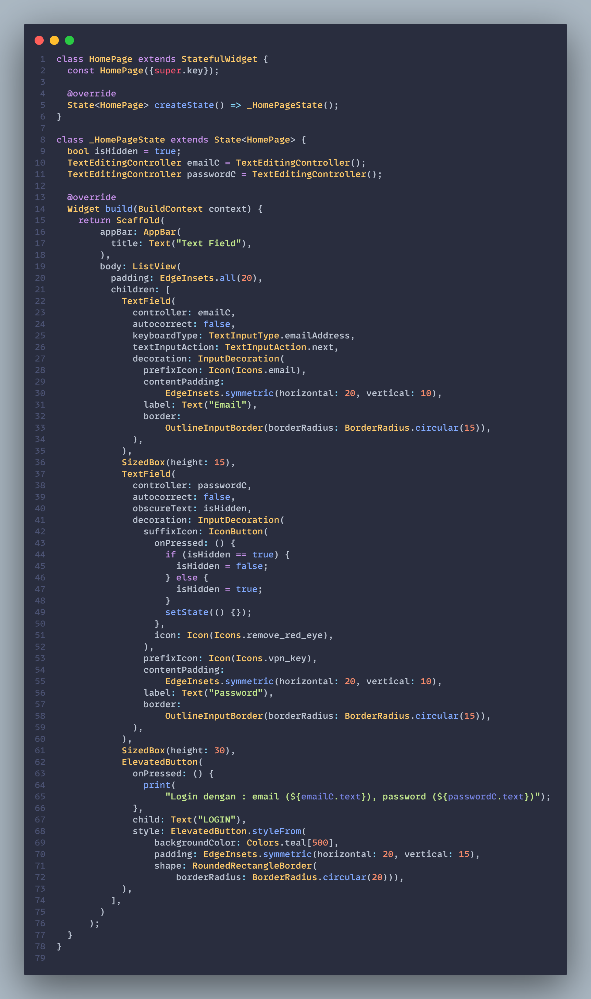 1 class HomePage extends StatefulWidget {
2   const HomePage({super.key});
3
4   @override
5   State<HomePage> createState() => _HomePageState();
6 }
7
8 class _HomePageState extends State<HomePage> {
9   bool isHidden = true;
10   TextEditingController emailC = TextEditingController();
11   TextEditingController passwordC = TextEditingController();
12
13   @override
14   Widget build(BuildContext context) {
15     return Scaffold(
16         appBar: AppBar(
17           title: Text("Text Field"),
18         ),
19         body: ListView(
20           padding: EdgeInsets.all(20),
21           children: [
22             TextField(
23               controller: emailC,
24               autocorrect: false,
25               keyboardType: TextInputType.emailAddress,
26               textInputAction: TextInputAction.next,
27               decoration: InputDecoration(
28                 prefixIcon: Icon(Icons.email),
29                 contentPadding:
30                     EdgeInsets.symmetric(horizontal: 20, vertical: 10),
31                 label: Text("Email"),
32                 border:
33                     OutlineInputBorder(borderRadius: BorderRadius.circular(15)),
34               ),
35             ),
36             SizedBox(height: 15),
37             TextField(
38               controller: passwordC,
39               autocorrect: false,
40               obscureText: isHidden,
41               decoration: InputDecoration(
42                 suffixIcon: IconButton(
43                   onPressed: () {
44                     if (isHidden == true) {
45                       isHidden = false;
46                     } else {
47                       isHidden = true;
48                     }
49                     setState(() {});
50                   },
51                   icon: Icon(Icons.remove_red_eye),
52                 ),
53                 prefixIcon: Icon(Icons.vpn_key),
54                 contentPadding:
55                     EdgeInsets.symmetric(horizontal: 20, vertical: 10),
56                 label: Text("Password"),
57                 border:
58                     OutlineInputBorder(borderRadius: BorderRadius.circular(15)),
59               ),
60             ),
61             SizedBox(height: 30),
62             ElevatedButton(
63               onPressed: () {
64                 print(
65                     "Login dengan : email (${emailC.text}), password (${passwordC.text})");
66               },
67               child: Text("LOGIN"),
68               style: ElevatedButton.styleFrom(
69                   backgroundColor: Colors.teal[500],
70                   padding: EdgeInsets.symmetric(horizontal: 20, vertical: 15),
71                   shape: RoundedRectangleBorder(
72                       borderRadius: BorderRadius.circular(20))),
73             ),
74           ],
75         )
76       );
77   }
78 }
79